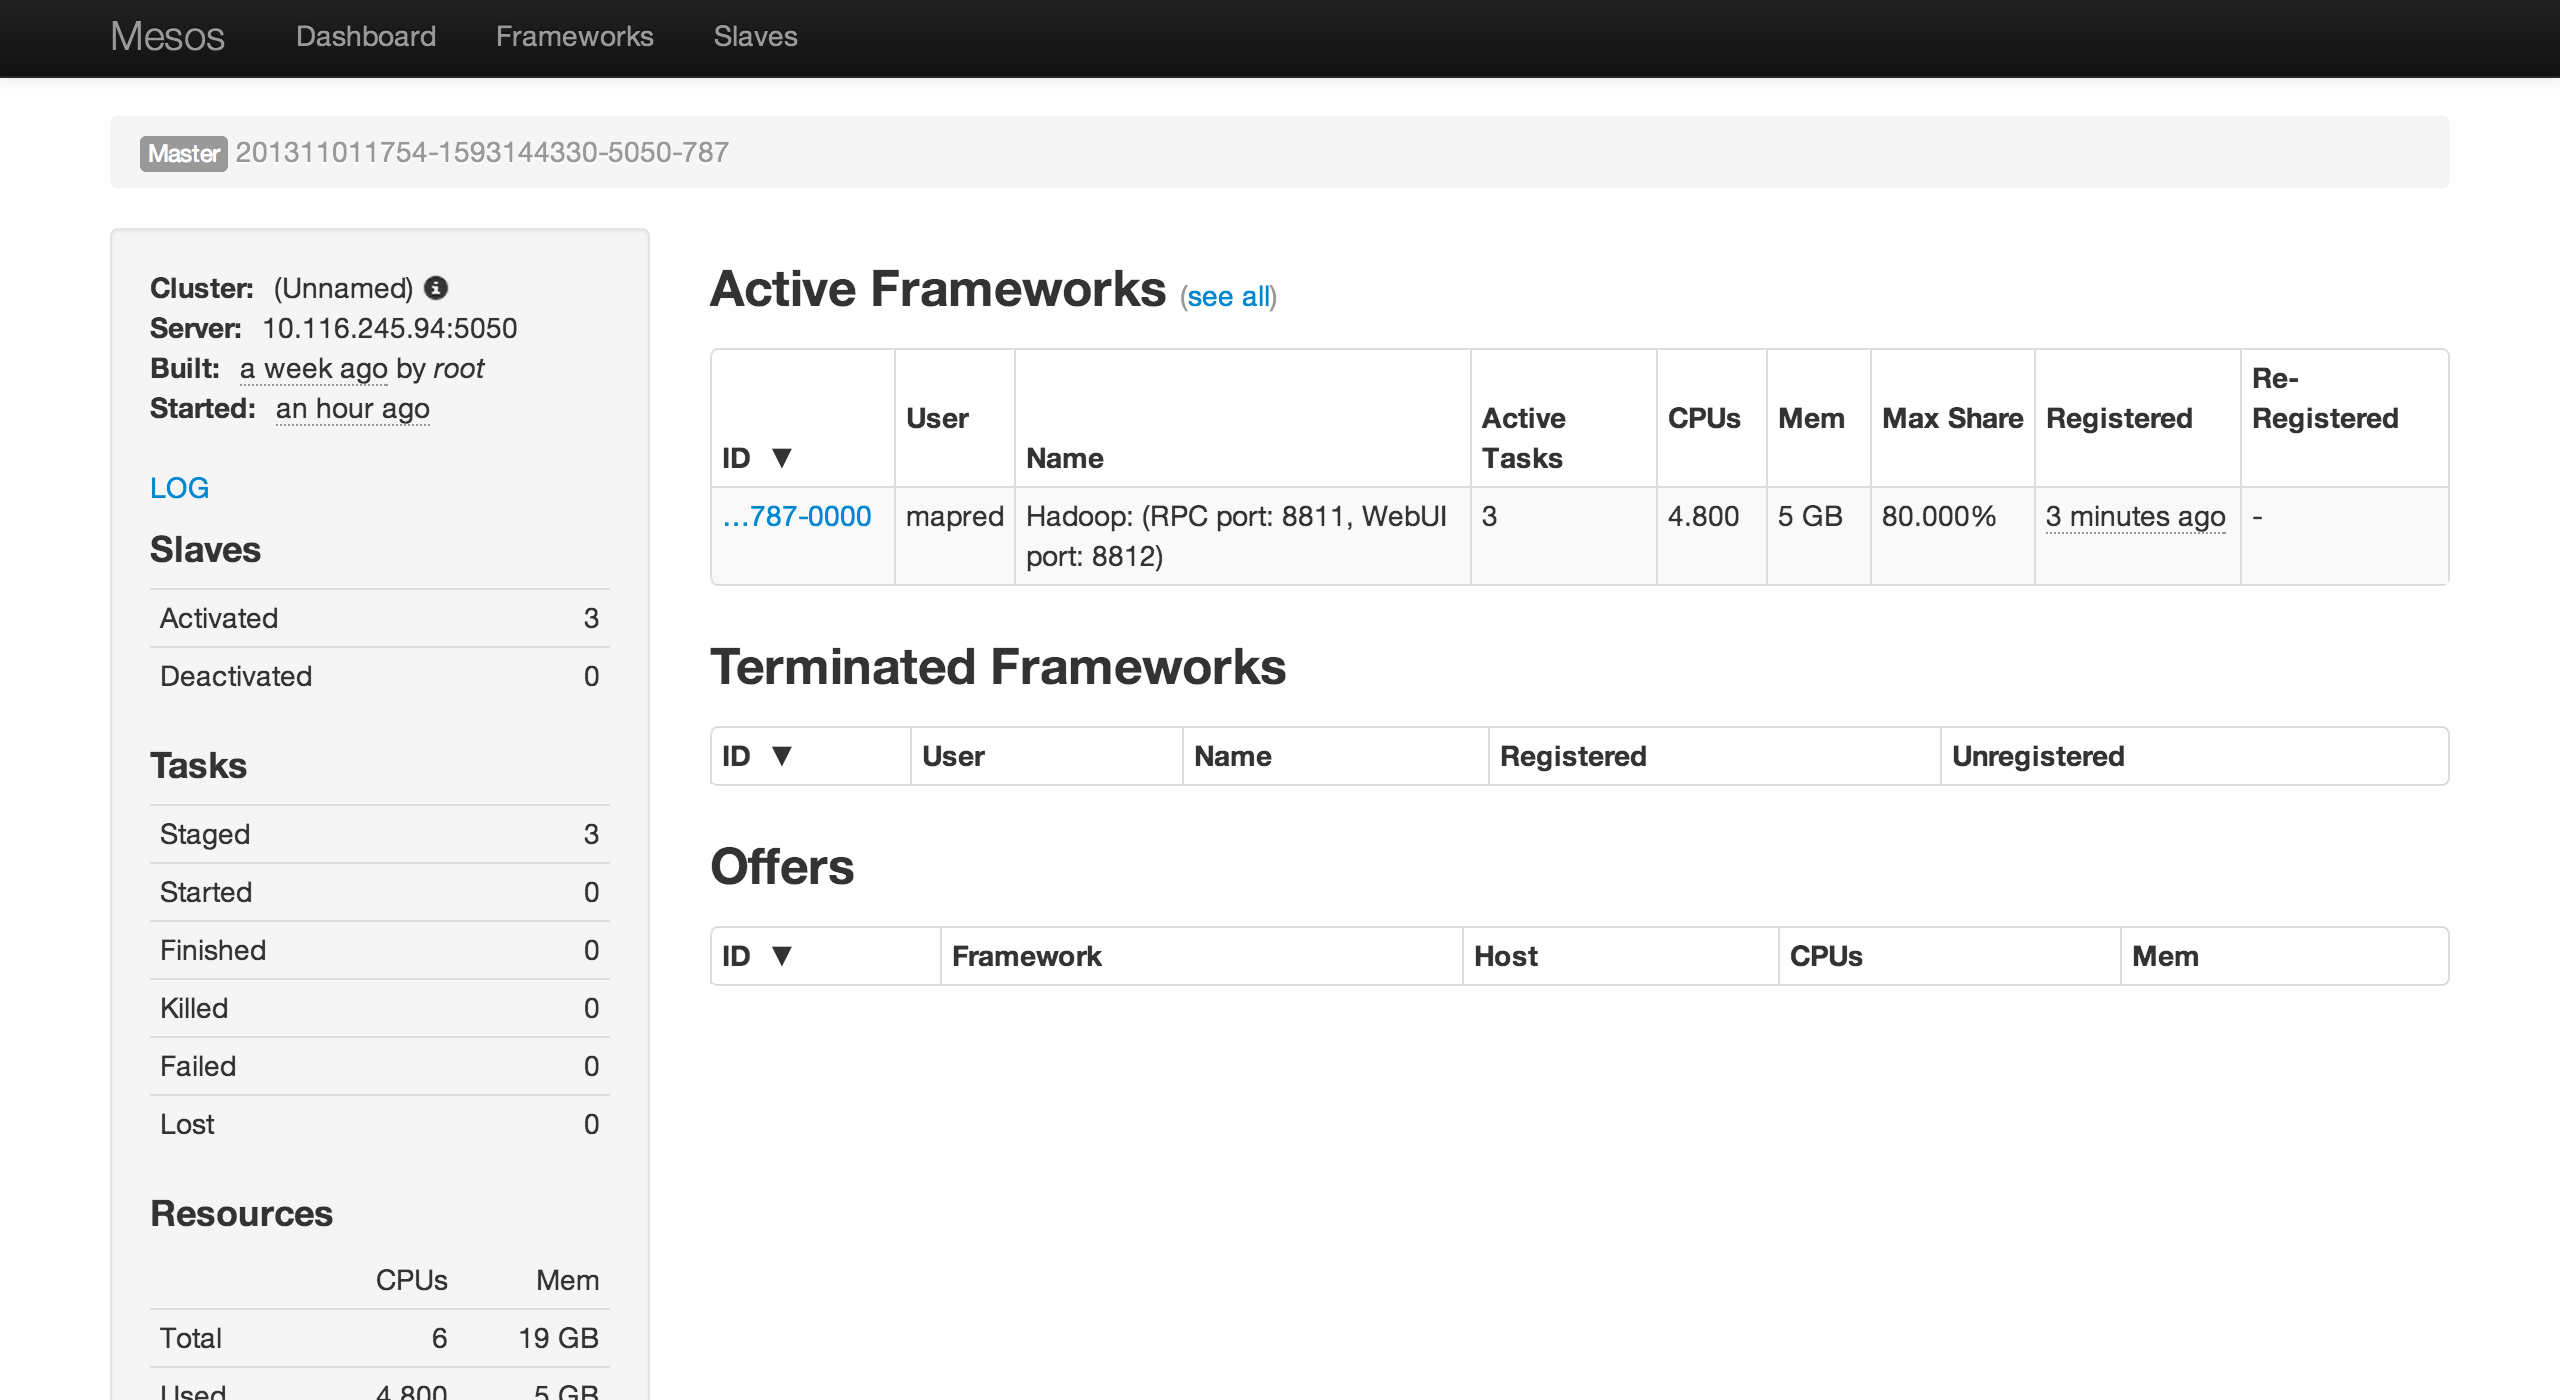 Mesos Dashboard Frameworks Slaves
Master 201311011754-1593144330-5050-787
Cluster: (Unnamed)
Server: 10.116.245.94:5050
Built: a week ago by root
Started: an hour ago
LOG
Slaves
Activated 3
Deactivated 0
Tasks
Staged 3
Started 0
Finished 0
Killed 0
Failed 0
Lost 0
Resources
CPUs Mem
Total 6 19 GB
Used 4.800 5 GB
Active Frameworks (see all)
ID ▼ User Name Active Tasks CPUs Mem Max Share Registered Re-Registered
…787-0000 mapred Hadoop: (RPC port: 8811, WebUI port: 8812) 3 4.800 5 GB 80.000% 3 minutes ago -
Terminated Frameworks
ID ▼ User Name Registered Unregistered
Offers
ID ▼ Framework Host CPUs Mem